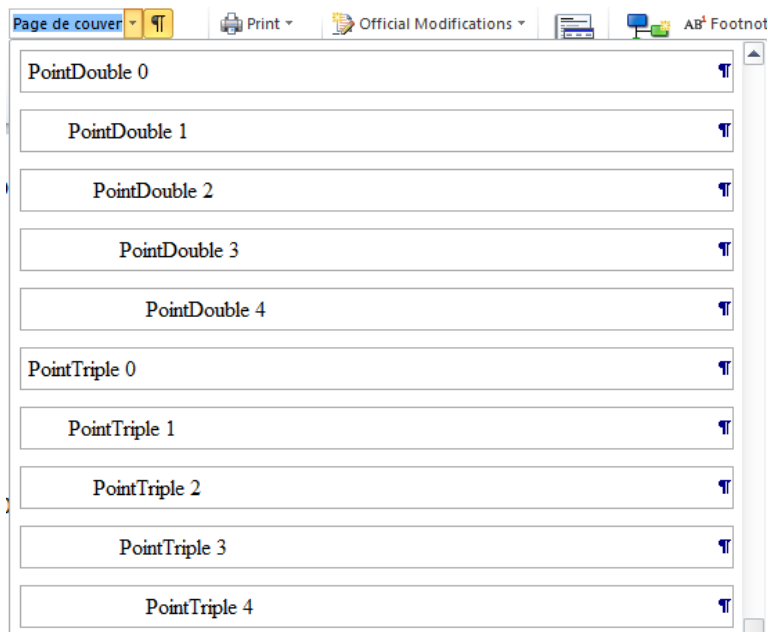 Page de couver ¶ Print Official Modifications AB¹ Footnot
PointDouble 0 ¶
PointDouble 1 ¶
PointDouble 2 ¶
PointDouble 3 ¶
PointDouble 4 ¶
PointTriple 0 ¶
PointTriple 1 ¶
PointTriple 2 ¶
PointTriple 3 ¶
PointTriple 4 ¶